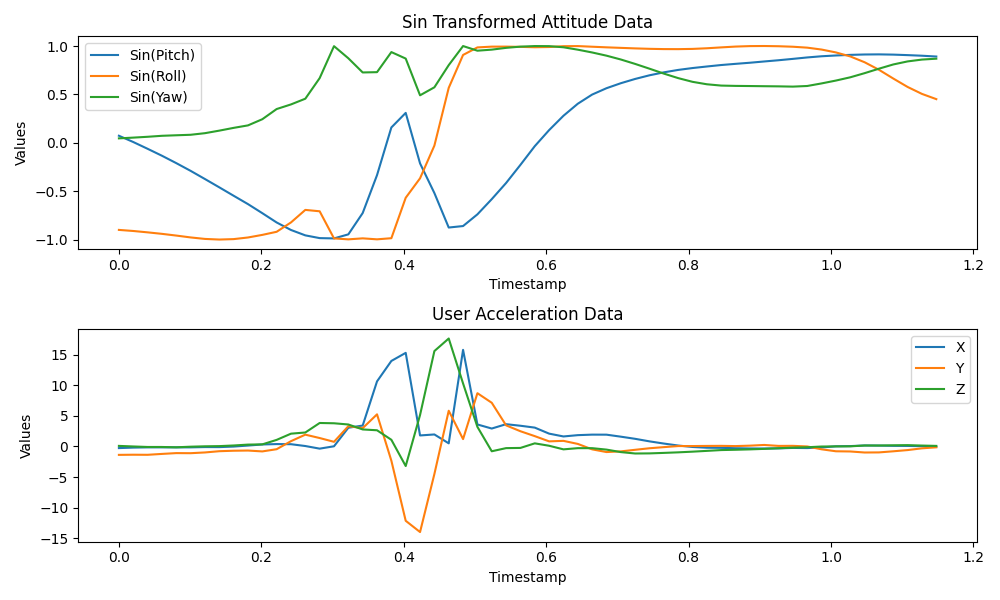 Sin Transformed Attitude Data
Values
1.0
0.5
0.0
−0.5
−1.0
Sin(Pitch)
Sin(Roll)
Sin(Yaw)
0.0 0.2 0.4 0.6 0.8 1.0 1.2
Timestamp
User Acceleration Data
Values
15
10
5
0
−5
−10
−15
X
Y
Z
0.0 0.2 0.4 0.6 0.8 1.0 1.2
Timestamp